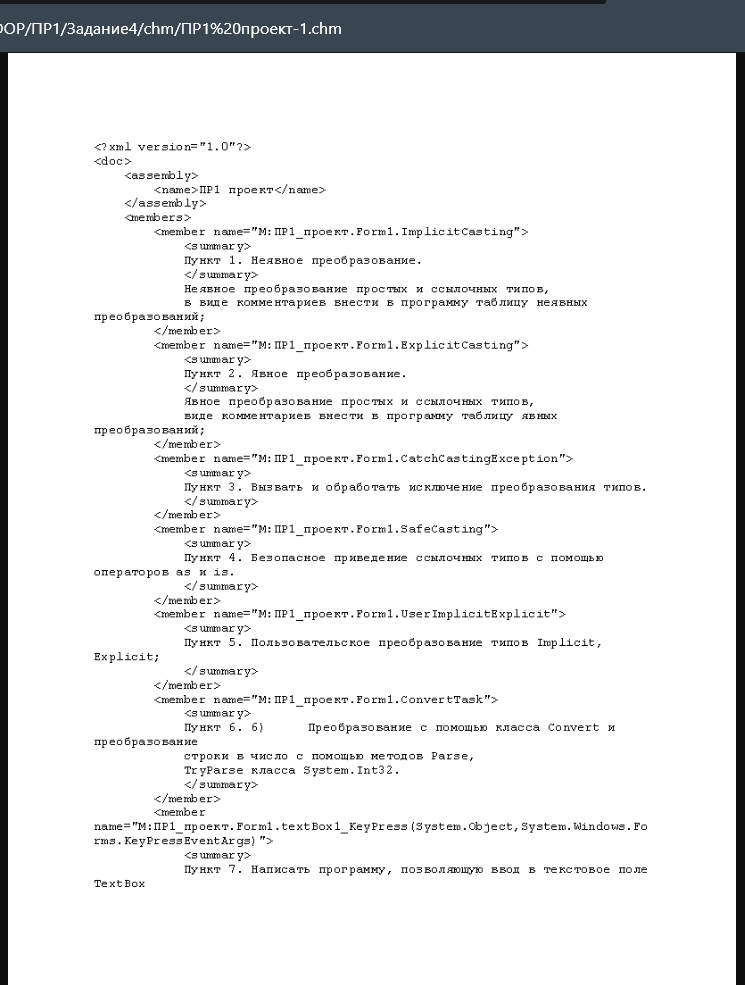 ООР/ПР1/Задание4/chm/ПР1%20проект-1.chm
<?xml version="1.0"?>
<doc>
<assembly>
<name>ПР1 проект</name>
</assembly>
<members>
<member name="M:ПР1_проект.Form1.ImplicitCasting">
<summary>
Пункт 1. Неявное преобразование.
</summary>
Неявное преобразование простых и ссылочных типов,
в виде комментариев внести в программу таблицу неявных
преобразований;
</member>
<member name="M:ПР1_проект.Form1.ExplicitCasting">
<summary>
Пункт 2. Явное преобразование.
</summary>
Явное преобразование простых и ссылочных типов,
виде комментариев внести в программу таблицу явных
преобразований;
</member>
<member name="M:ПР1_проект.Form1.CatchCastingException">
<summary>
Пункт 3. Вызвать и обработать исключение преобразования типов.
</summary>
</member>
<member name="M:ПР1_проект.Form1.SafeCasting">
<summary>
Пункт 4. Безопасное приведение ссылочных типов с помощью
операторов as и is.
</summary>
</member>
<member name="M:ПР1_проект.Form1.UserImplicitExplicit">
<summary>
Пункт 5. Пользовательское преобразование типов Implicit,
Explicit;
</summary>
</member>
<member name="M:ПР1_проект.Form1.ConvertTask">
<summary>
Пункт 6. 6) Преобразование с помощью класса Convert и
преобразование
строки в число с помощью методов Parse,
TryParse класса System.Int32.
</summary>
</member>
<member
name="M:ПР1_проект.Form1.textBox1_KeyPress(System.Object,System.Windows.Fo
rms.KeyPressEventArgs)">
<summary>
Пункт 7. Написать программу, позволяющую ввод в текстовое поле
TextBox